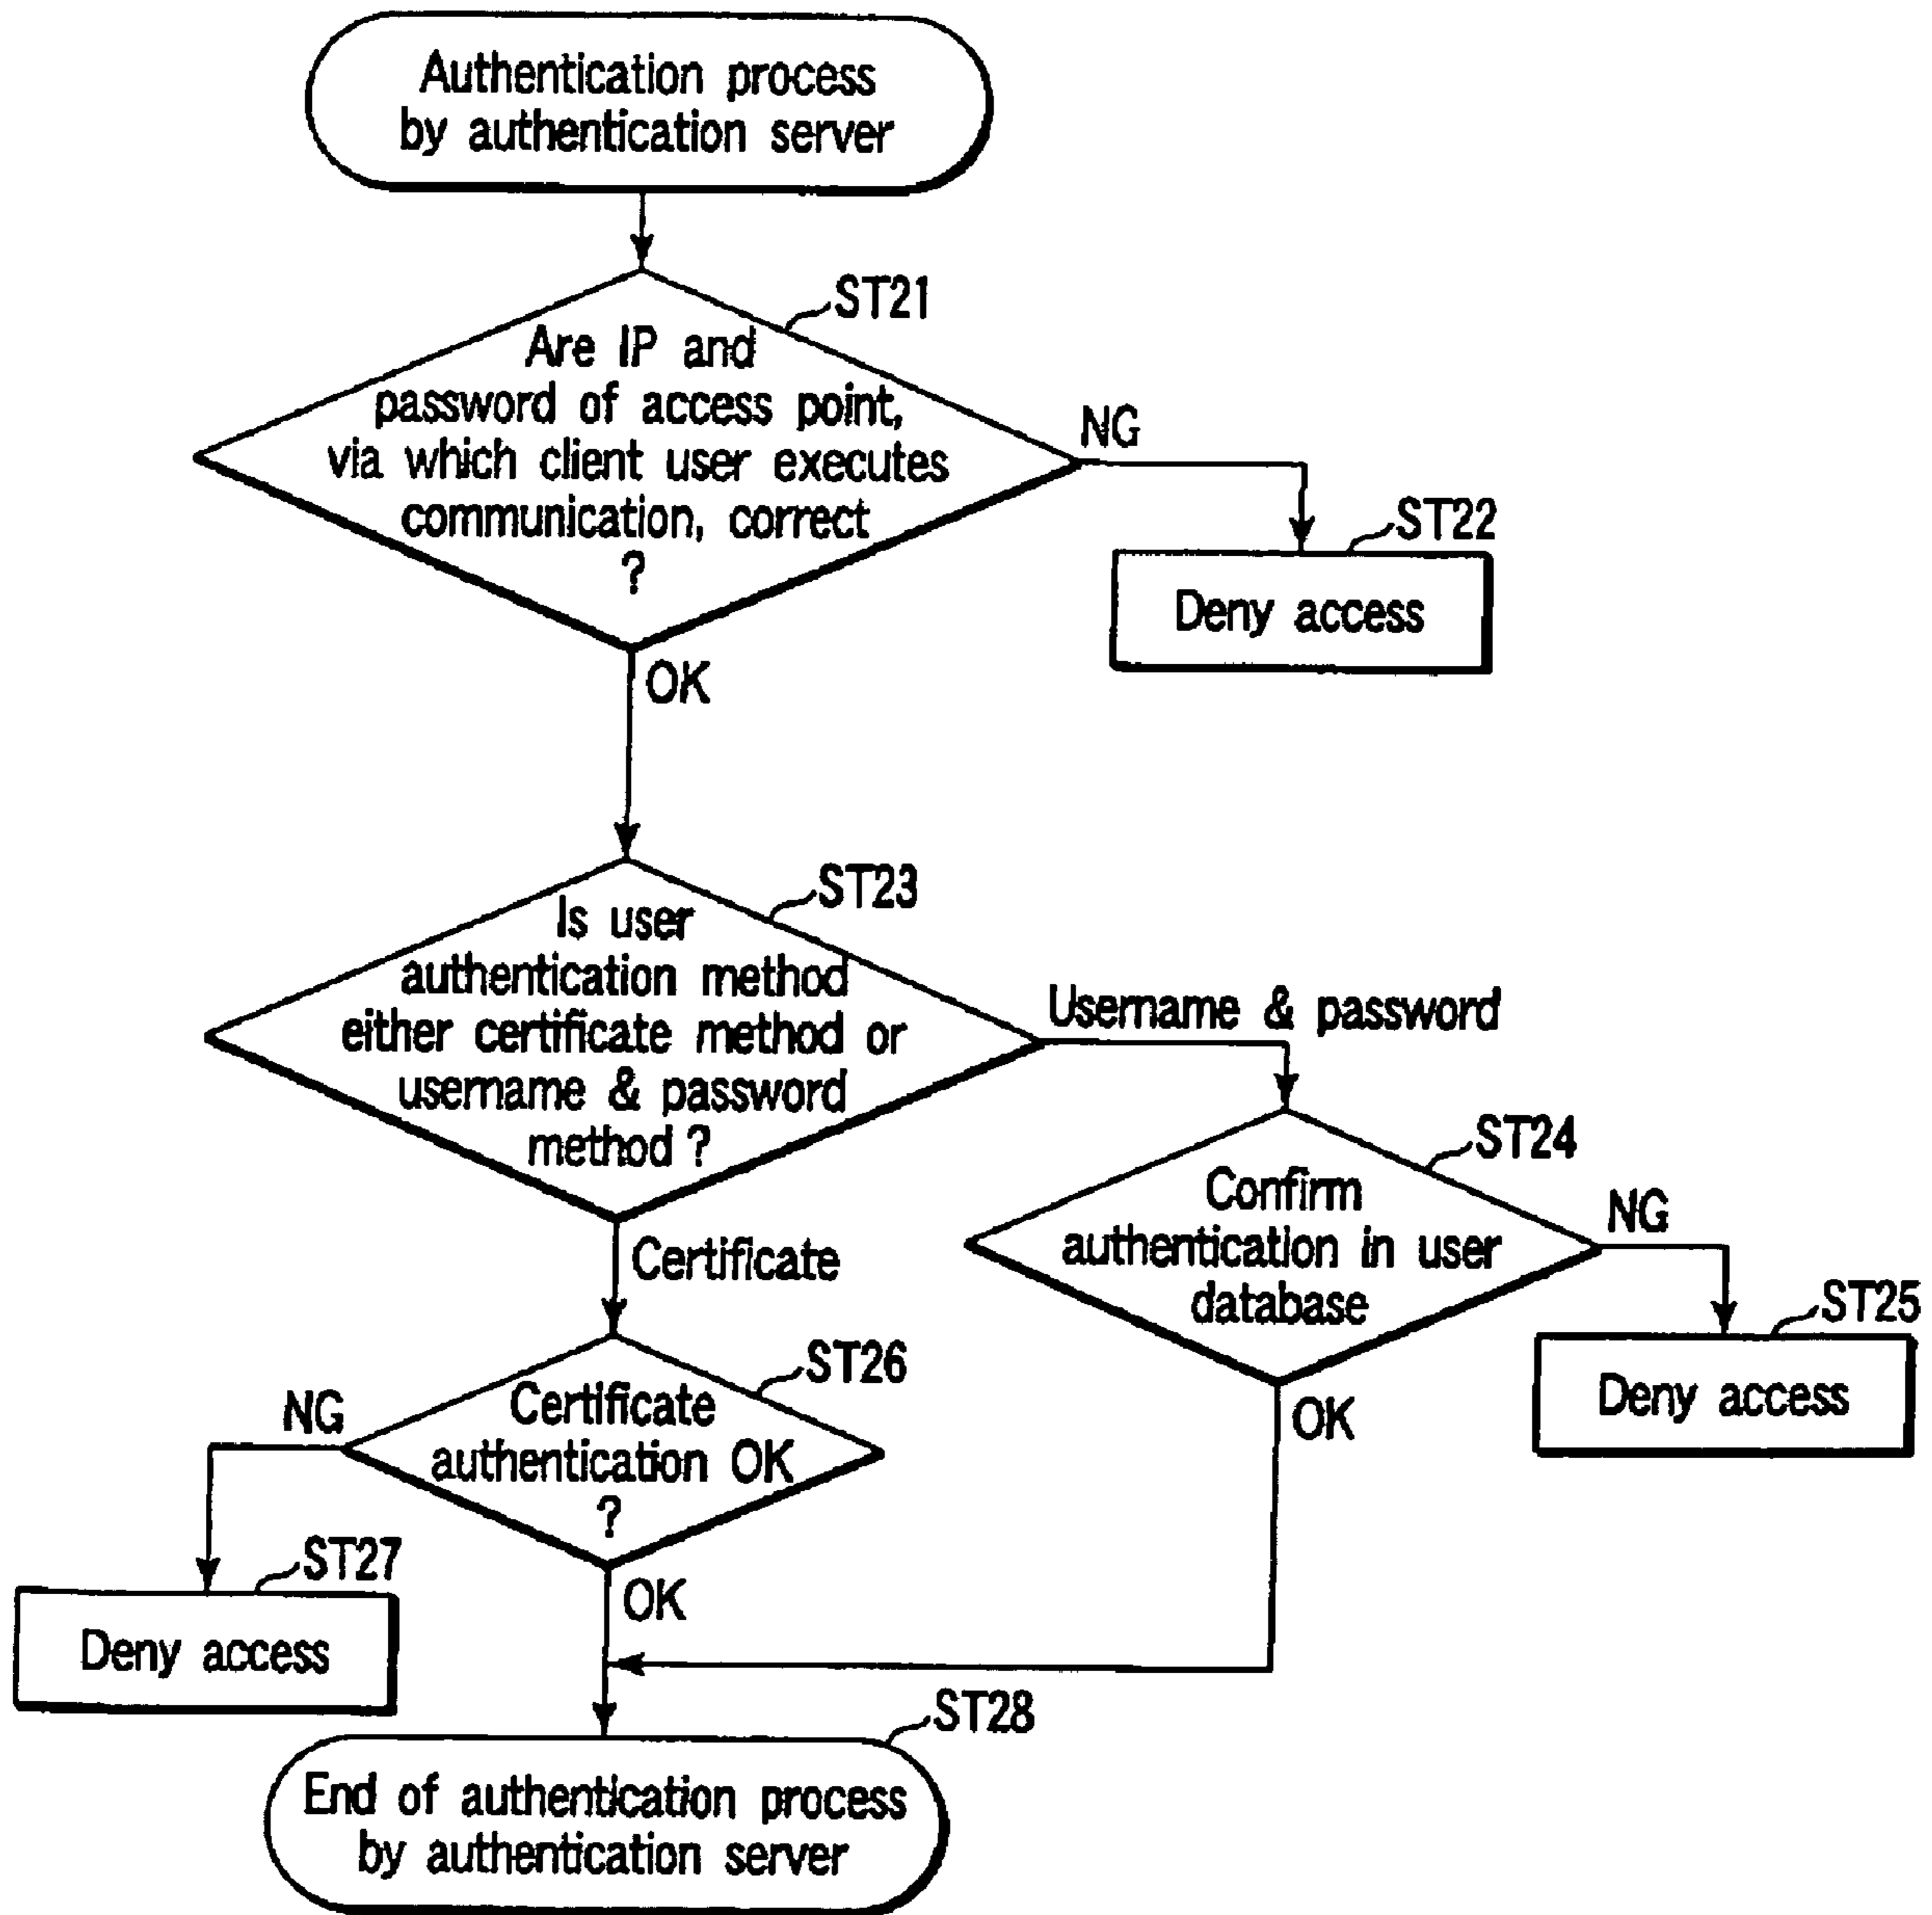 Authentication process
by authentication server
ST21
Are IP and
password of access point,
via which client user executes
communication, correct
?
NG
ST22
Deny access
OK
ST23
Is user
authentication method
either certificate method or
username & password
method ?
Username & password
ST24
Confirm
authentication in user
database
NG
ST25
Deny access
OK
Certificate
ST26
Certificate
authentication OK
?
NG
ST27
Deny access
OK
ST28
End of authentication process
by authentication server